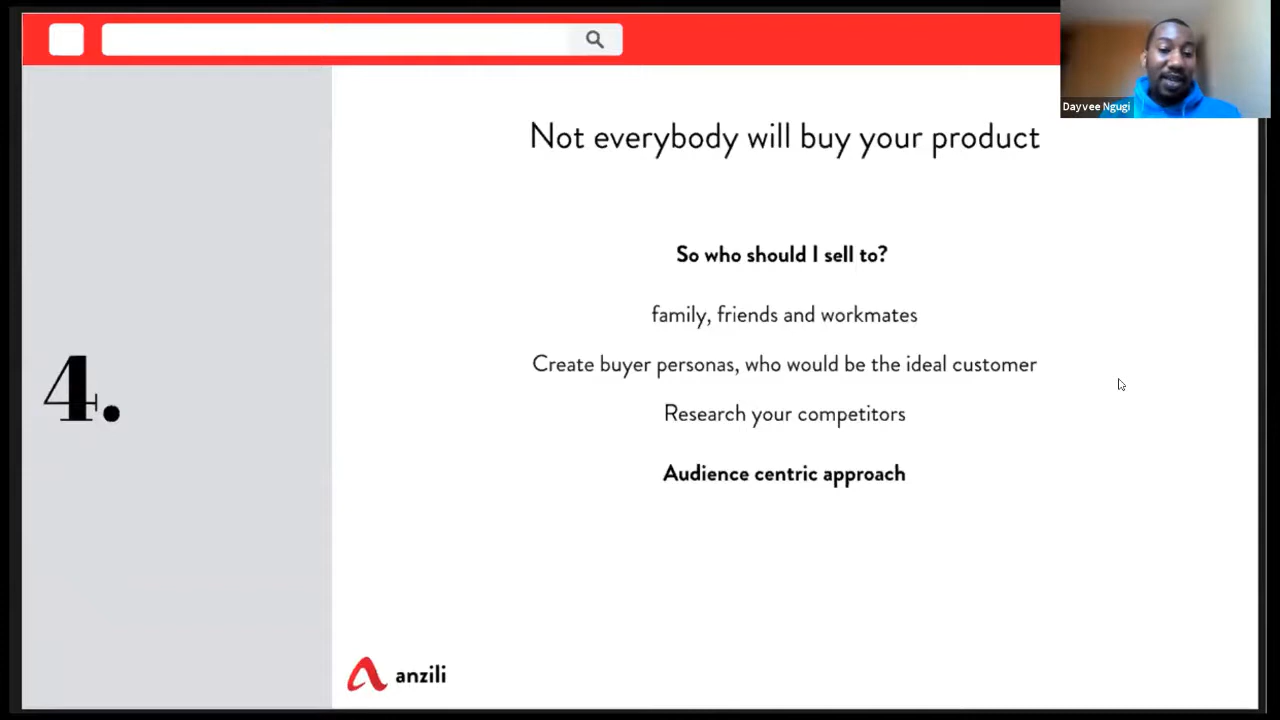 Dayvee Ngugi
Not everybody will buy your product
So who should I sell to?
family, friends and workmates
Create buyer personas, who would be the ideal customer
Research your competitors
Audience centric approach
4.
anzili